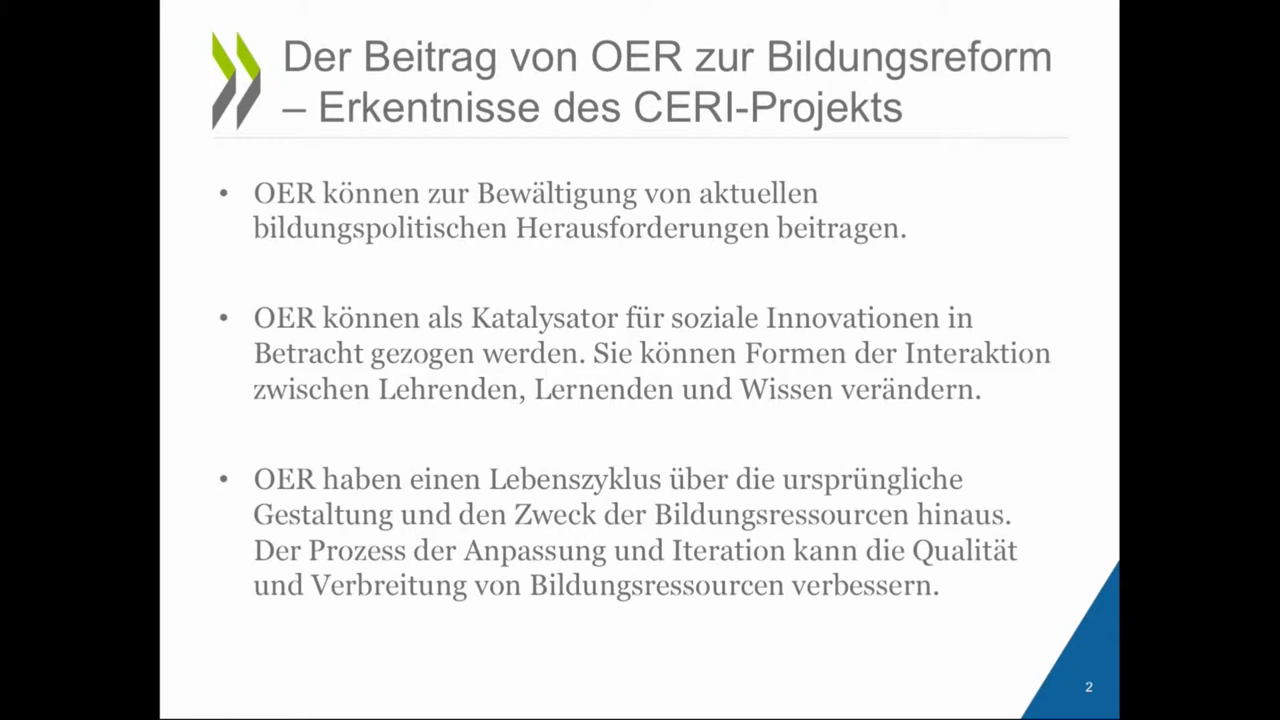 Der Beitrag von OER zur Bildungsreform
– Erkentnisse des CERI-Projekts
• OER können zur Bewältigung von aktuellen
bildungspolitischen Herausforderungen beitragen.
• OER können als Katalysator für soziale Innovationen in
Betracht gezogen werden. Sie können Formen der Interaktion
zwischen Lehrenden, Lernenden und Wissen verändern.
• OER haben einen Lebenszyklus über die ursprüngliche
Gestaltung und den Zweck der Bildungsressourcen hinaus.
Der Prozess der Anpassung und Iteration kann die Qualität
und Verbreitung von Bildungsressourcen verbessern.
2